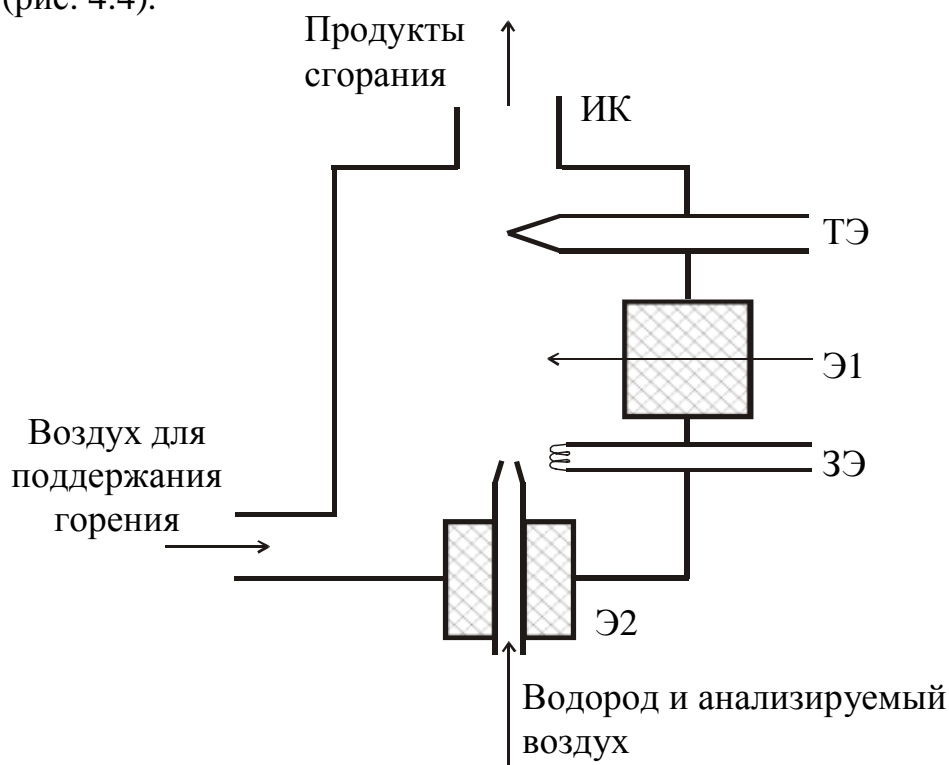 (рис. 4.4).
Продукты
сгорания
ИК
ТЭ
Э1
Воздух для
поддержания
горения
ЗЭ
Э2
Водород и анализируемый
воздух